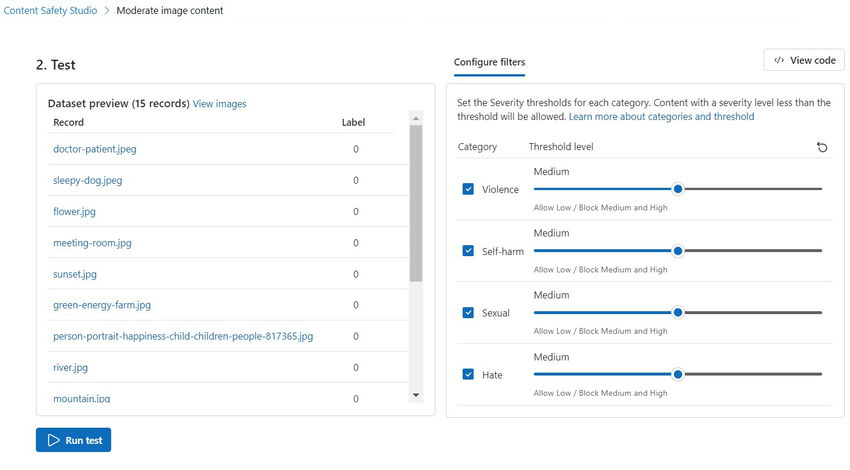 Content Safety Studio > Moderate image content
2. Test
Dataset preview (15 records) View images
Record Label
doctor-patient.jpeg 0
sleepy-dog.jpeg 0
flower.jpg 0
meeting-room.jpg 0
sunset.jpg 0
green-energy-farm.jpg 0
person-portrait-happiness-child-children-people-817365.jpg 0
river.jpg 0
mountain.jpg 0
Run test
Configure filters
View code
Set the Severity thresholds for each category. Content with a severity level less than the
threshold will be allowed. Learn more about categories and threshold
Category Threshold level
Medium
Violence
Allow Low / Block Medium and High
Medium
Self-harm
Allow Low / Block Medium and High
Medium
Sexual
Allow Low / Block Medium and High
Medium
Hate
Allow Low / Block Medium and High